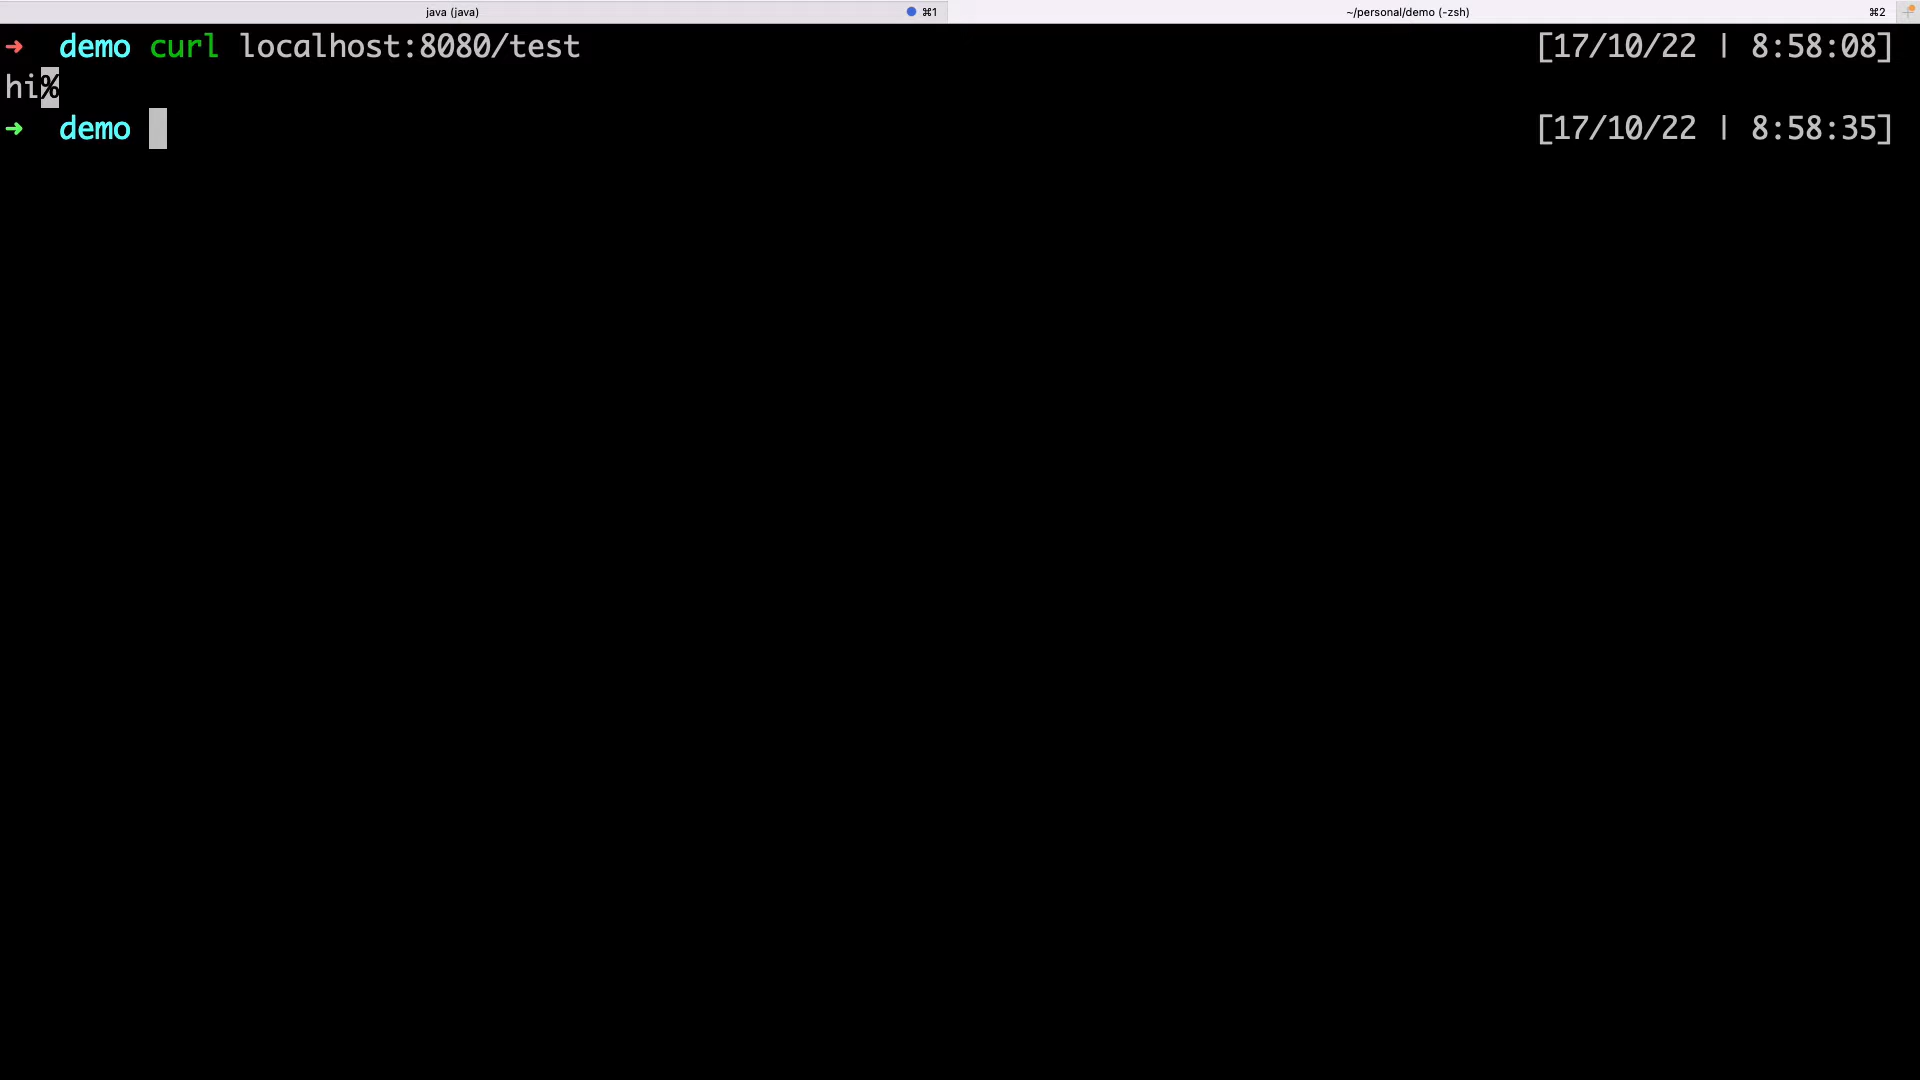 java (java) ⌘1 ~/personal/demo (-zsh) ⌘2
➜ demo curl localhost:8080/test [17/10/22 | 8:58:08]
hi%
➜ demo [17/10/22 | 8:58:35]